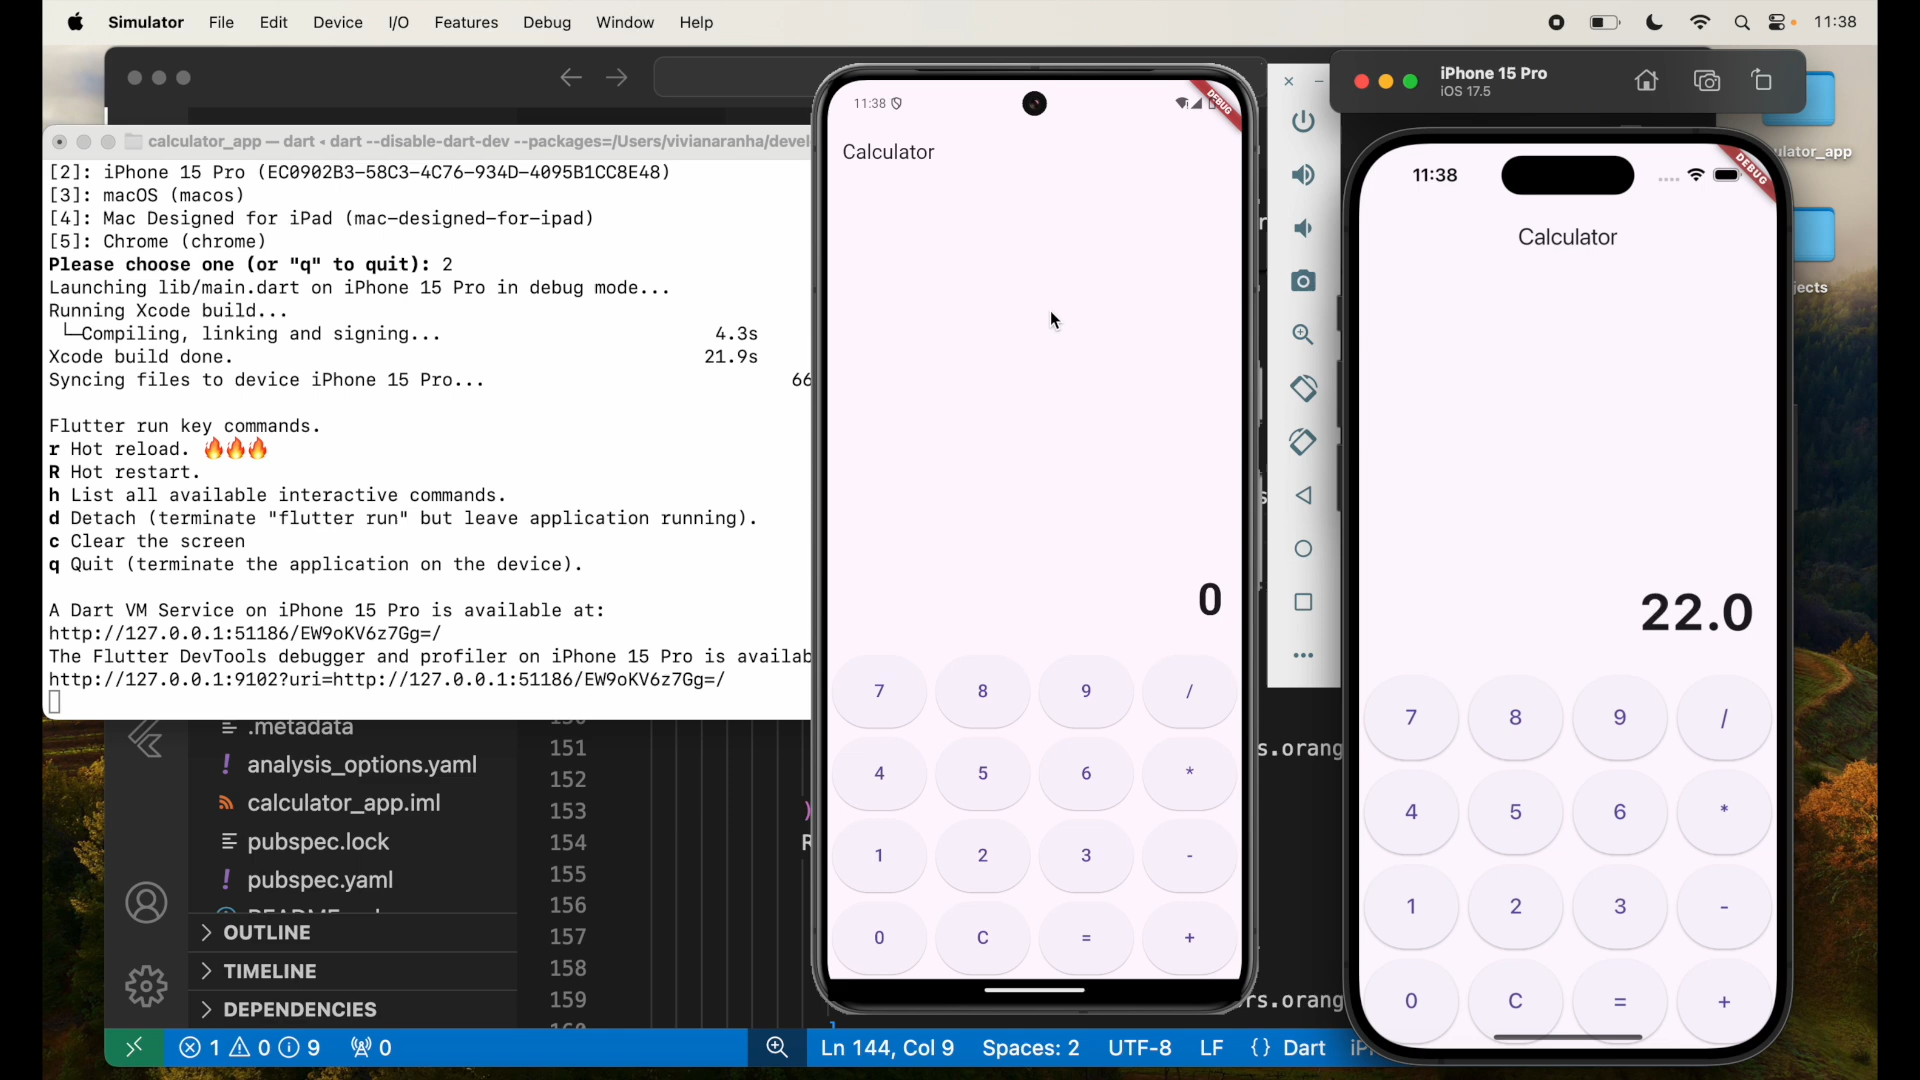 Simulator File Edit Device I/O Features Debug Window Help 11:38
calculator_app — dart ◂ dart --disable-dart-dev --packages=/Users/vivianaranha/devel
[2]: iPhone 15 Pro (EC0902B3-58C3-4C76-934D-4095B1CC8E48)
[3]: macOS (macos)
[4]: Mac Designed for iPad (mac-designed-for-ipad)
[5]: Chrome (chrome)
Please choose one (or "q" to quit): 2
Launching lib/main.dart on iPhone 15 Pro in debug mode...
Running Xcode build...
└─Compiling, linking and signing... 4.3s
Xcode build done. 21.9s
Syncing files to device iPhone 15 Pro... 66
Flutter run key commands.
r Hot reload. 🔥🔥🔥
R Hot restart.
h List all available interactive commands.
d Detach (terminate "flutter run" but leave application running).
c Clear the screen
q Quit (terminate the application on the device).
A Dart VM Service on iPhone 15 Pro is available at:
http://127.0.0.1:51186/EW9oKV6z7Gg=/
The Flutter DevTools debugger and profiler on iPhone 15 Pro is availab
http://127.0.0.1:9102?uri=http://127.0.0.1:51186/EW9oKV6z7Gg=/
.metadata
analysis_options.yaml
calculator_app.iml
pubspec.lock
pubspec.yaml
OUTLINE
TIMELINE
DEPENDENCIES
151
152
153 )
154 R
155
156
157
158
159
11:38
DEBUG
Calculator
0
7 8 9 /
4 5 6 *
1 2 3 -
0 C = +
s.orang
rs.orang
iPhone 15 Pro
iOS 17.5
11:38
DEBUG
Calculator
22.0
7 8 9 /
4 5 6 *
1 2 3 -
0 C = +
ulator_app
jects
1 0 9 0
Ln 144, Col 9 Spaces: 2 UTF-8 LF {} Dart iP